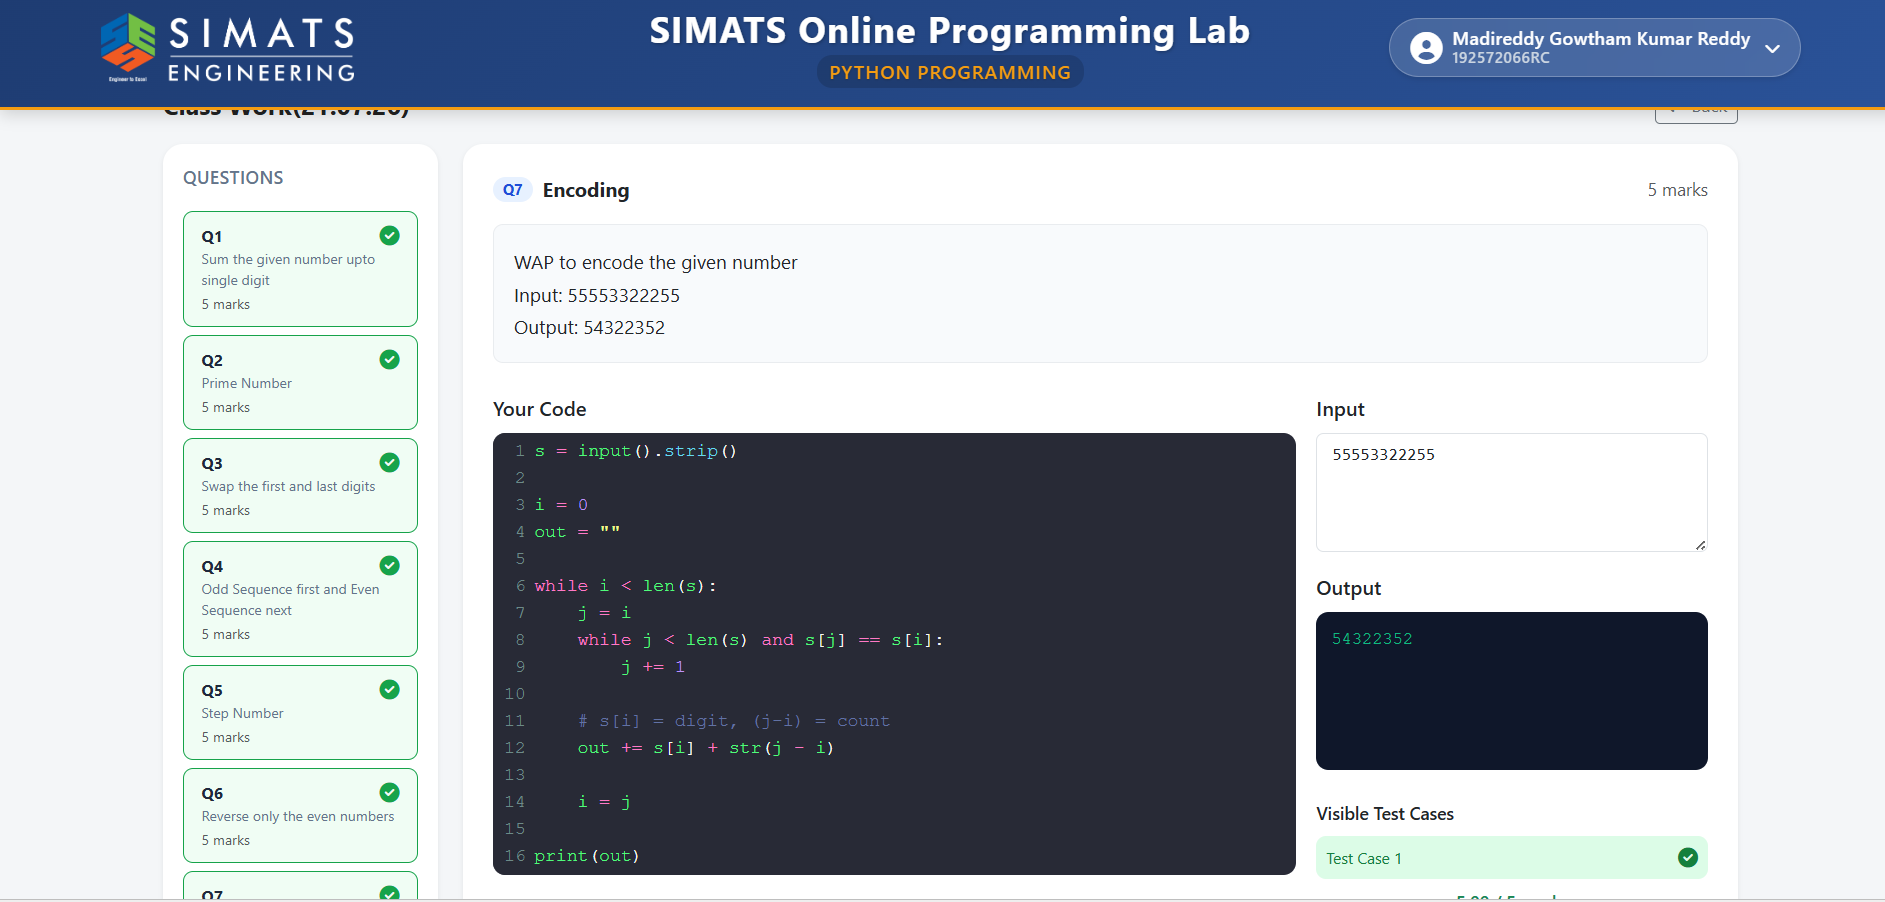 SIMATS
ENGINEERING
Engineer to Excel
SIMATS Online Programming Lab
PYTHON PROGRAMMING
Madireddy Gowtham Kumar Reddy
192572066RC
QUESTIONS
Q1
Sum the given number upto
single digit
5 marks
Q2
Prime Number
5 marks
Q3
Swap the first and last digits
5 marks
Q4
Odd Sequence first and Even
Sequence next
5 marks
Q5
Step Number
5 marks
Q6
Reverse only the even numbers
5 marks
Q7
Q7 Encoding
5 marks
WAP to encode the given number
Input: 55553322255
Output: 54322352
Your Code
1 s = input().strip()
2
3 i = 0
4 out = ""
5
6 while i < len(s):
7     j = i
8     while j < len(s) and s[j] == s[i]:
9         j += 1
10
11     # s[i] = digit, (j-i) = count
12     out += s[i] + str(j - i)
13
14     i = j
15
16 print(out)
Input
55553322255
Output
54322352
Visible Test Cases
Test Case 1